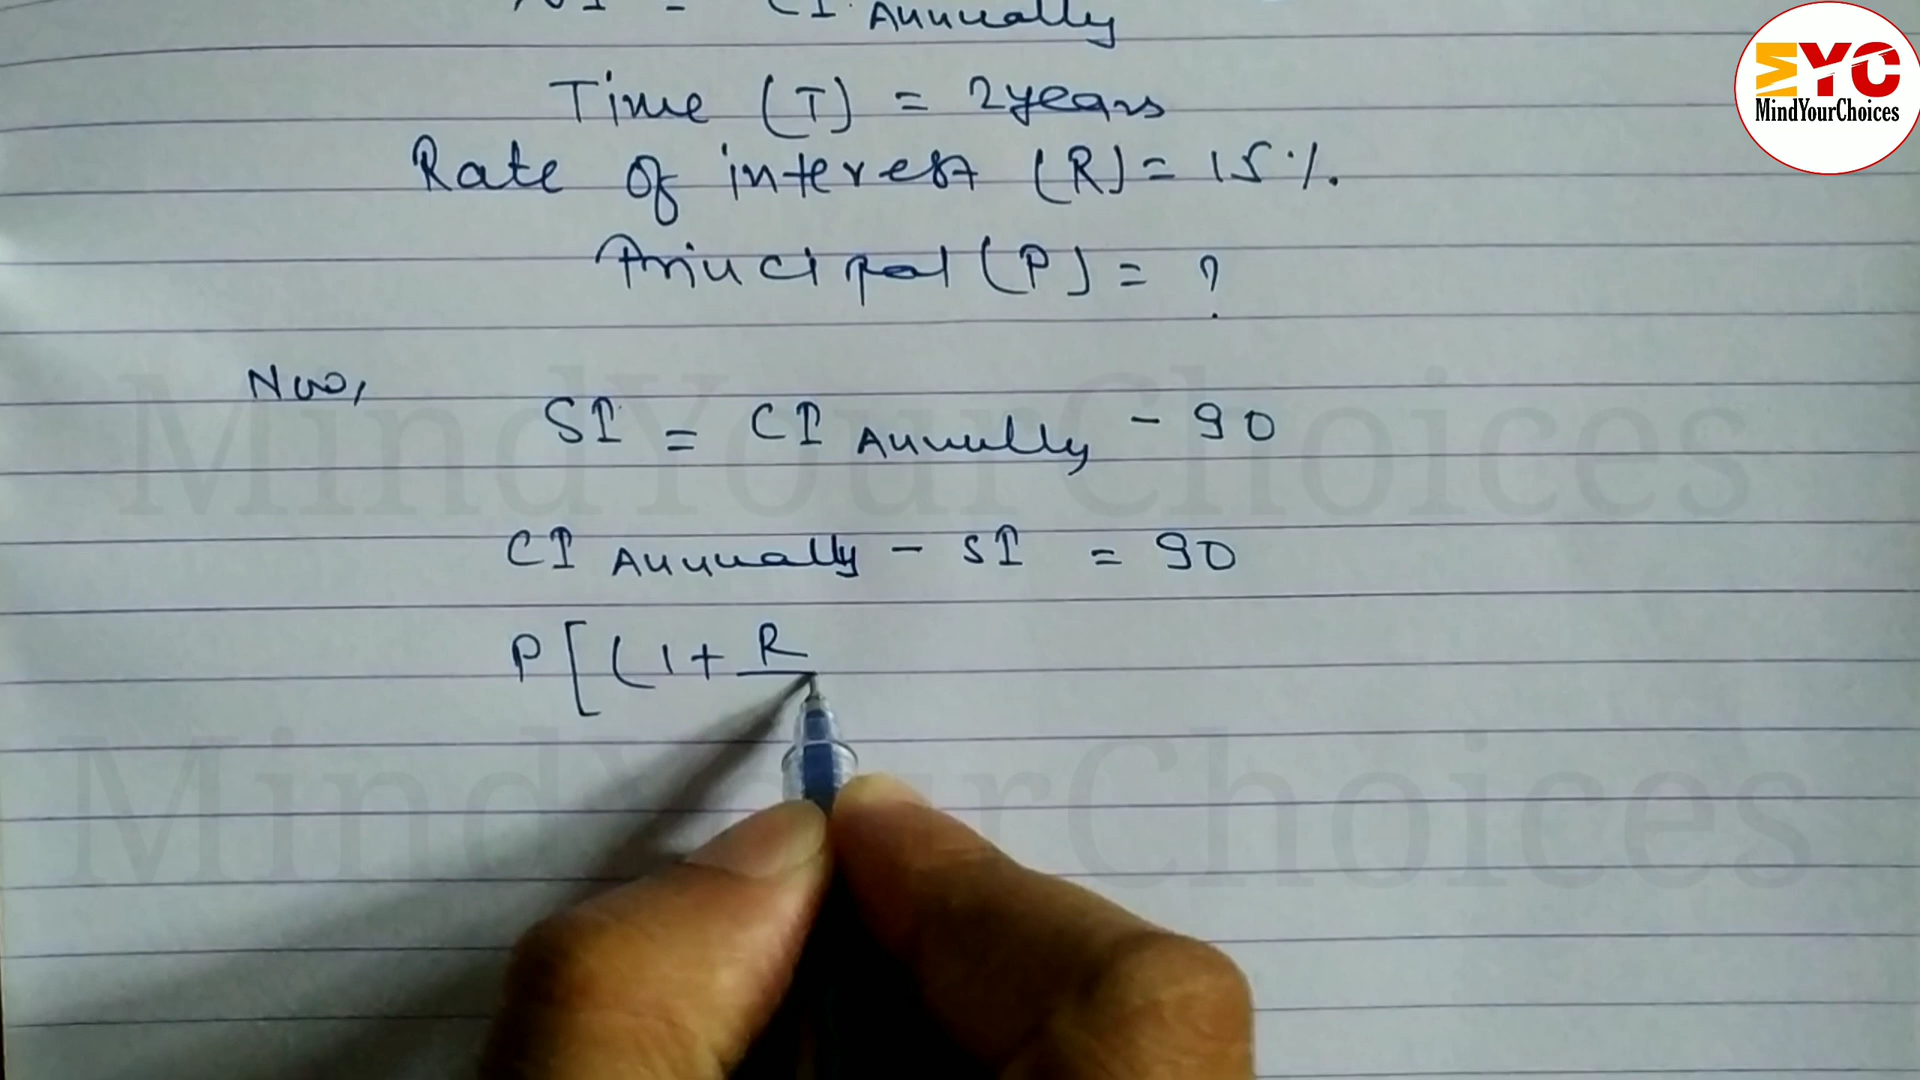 = CI Annually
Time (T) = 2years
Rate of interest (R) = 15%.
Principal (P) = ?
Now,
SI = CI Annully - 90
CI Annually - SI = 90
P[(1+ R
MYC
MindYourChoices
MindYourChoices
MindYourChoices